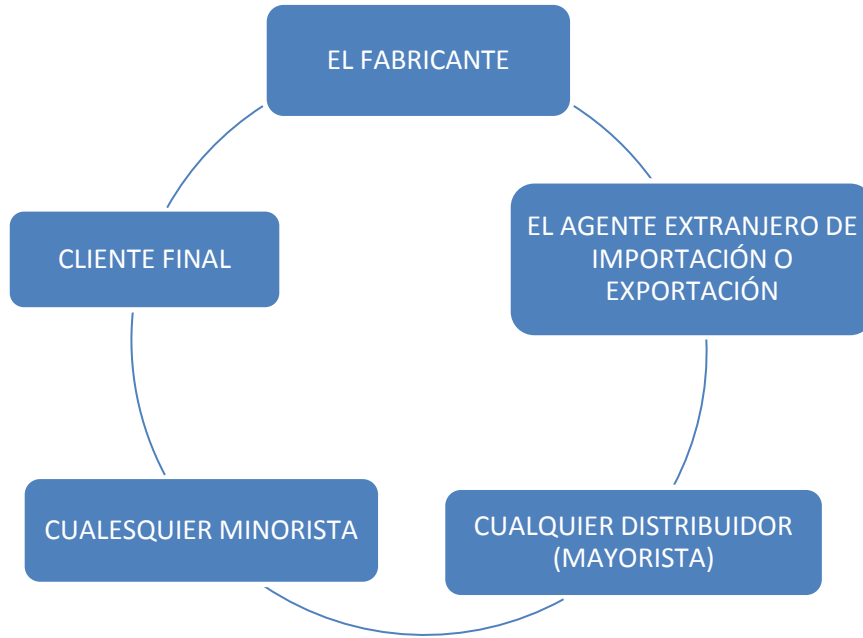 EL FABRICANTE
EL AGENTE EXTRANJERO DE
IMPORTACIÓN O
EXPORTACIÓN
CUALQUIER DISTRIBUIDOR
(MAYORISTA)
CUALESQUIER MINORISTA
CLIENTE FINAL